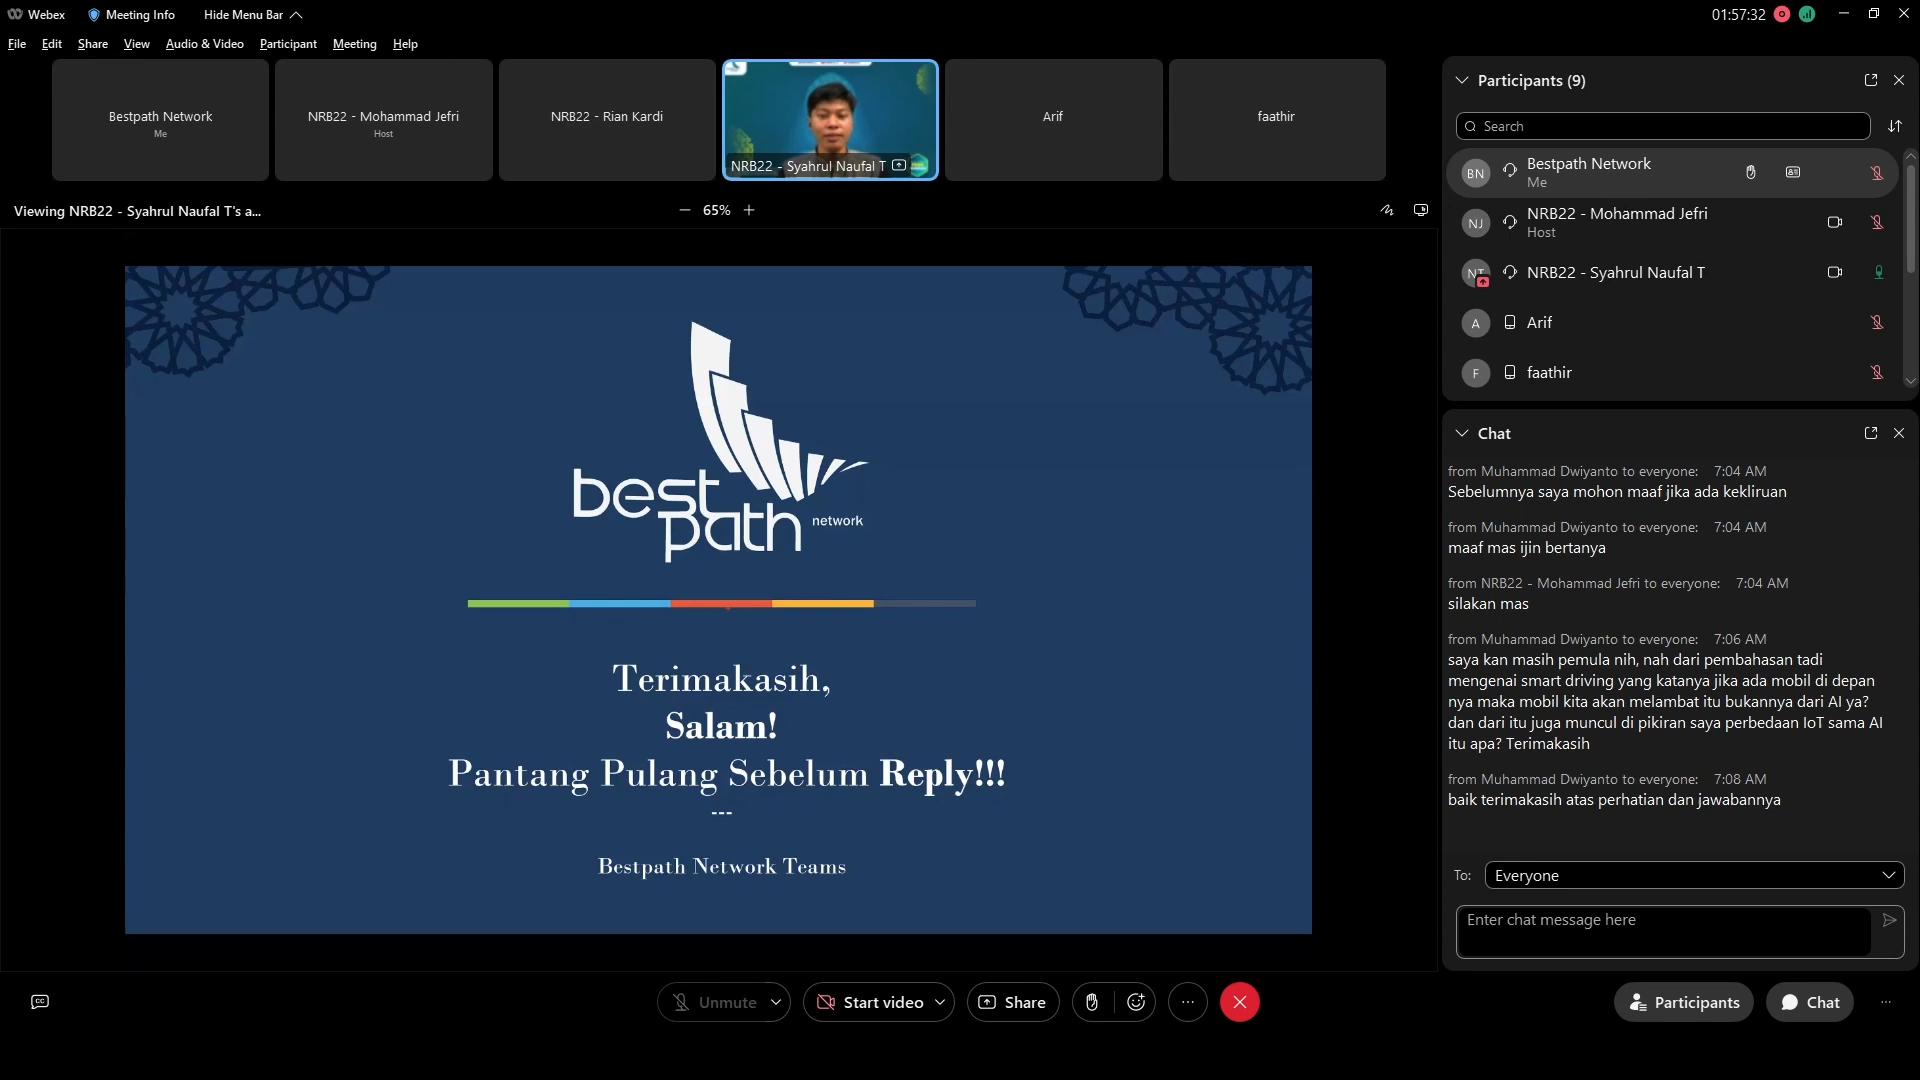 Webex
Meeting Info
Hide Menu Bar
01:57:32
File
Edit
Share
View
Audio & Video
Participant
Meeting
Help
Bestpath Network
Me
NRB22 - Mohammad Jefri
Host
NRB22 - Rian Kardi
NRB22 - Syahrul Naufal T
Arif
faathir
Viewing NRB22 - Syahrul Naufal T's a...
65%
best
path
network
Terimakasih,
Salam!
Pantang Pulang Sebelum Reply!!!
---
Bestpath Network Teams
Participants (9)
Search
BN
Bestpath Network
Me
NJ
NRB22 - Mohammad Jefri
Host
NT
NRB22 - Syahrul Naufal T
A
Arif
F
faathir
Chat
from Muhammad Dwiyanto to everyone: 7:04 AM
Sebelumnya saya mohon maaf jika ada kekliruan
from Muhammad Dwiyanto to everyone: 7:04 AM
maaf mas ijin bertanya
from NRB22 - Mohammad Jefri to everyone: 7:04 AM
silakan mas
from Muhammad Dwiyanto to everyone: 7:06 AM
saya kan masih pemula nih, nah dari pembahasan tadi
mengenai smart driving yang katanya jika ada mobil di depan
nya maka mobil kita akan melambat itu bukannya dari AI ya?
dan dari itu juga muncul di pikiran saya perbedaan IoT sama AI
itu apa? Terimakasih
from Muhammad Dwiyanto to everyone: 7:08 AM
baik terimakasih atas perhatian dan jawabannya
To:
Everyone
Enter chat message here
Unmute
Start video
Share
Participants
Chat